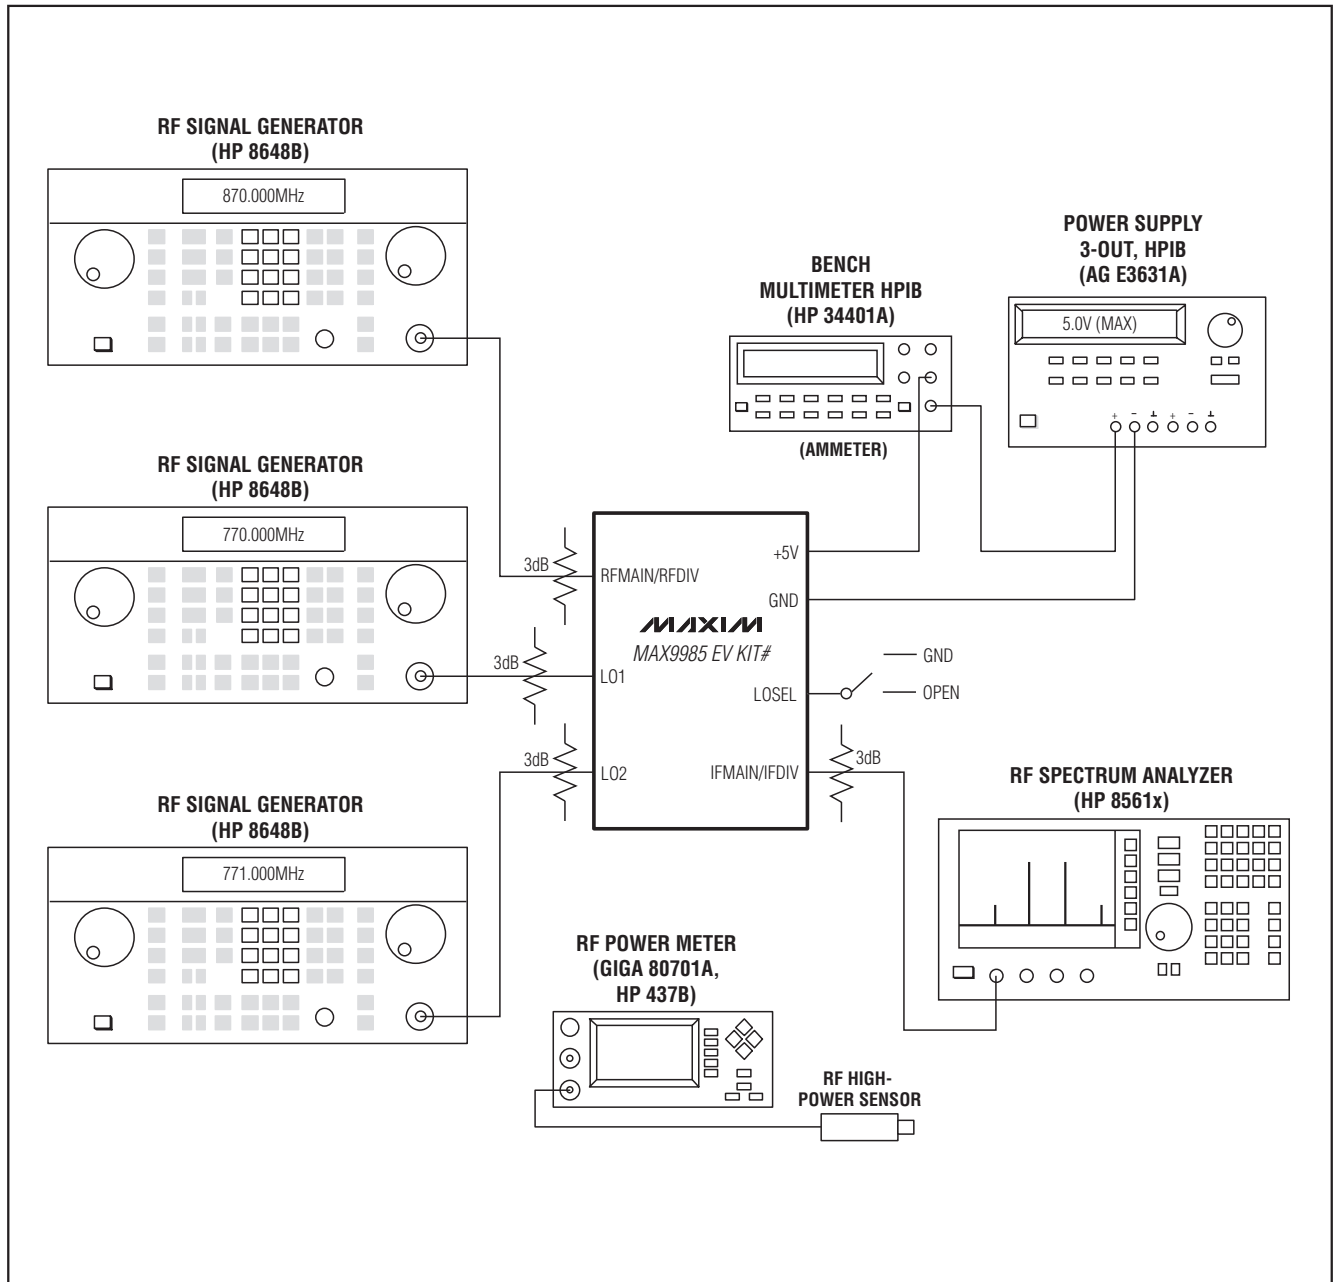 RF SIGNAL GENERATOR
(HP 8648B)
870.000MHz
POWER SUPPLY
3-OUT, HPIB
(AG E3631A)
5.0V (MAX)
+ - ⊥ + - ⊥
BENCH
MULTIMETER HPIB
(HP 34401A)
(AMMETER)
RF SIGNAL GENERATOR
(HP 8648B)
770.000MHz
3dB
RFMAIN/RFDIV
+5V
GND
MAXIM
MAX9985 EV KIT#
3dB
LO1
LOSEL
GND
OPEN
3dB
LO2
IFMAIN/IFDIV
3dB
RF SIGNAL GENERATOR
(HP 8648B)
771.000MHz
RF SPECTRUM ANALYZER
(HP 8561x)
RF POWER METER
(GIGA 80701A,
HP 437B)
RF HIGH-
POWER SENSOR